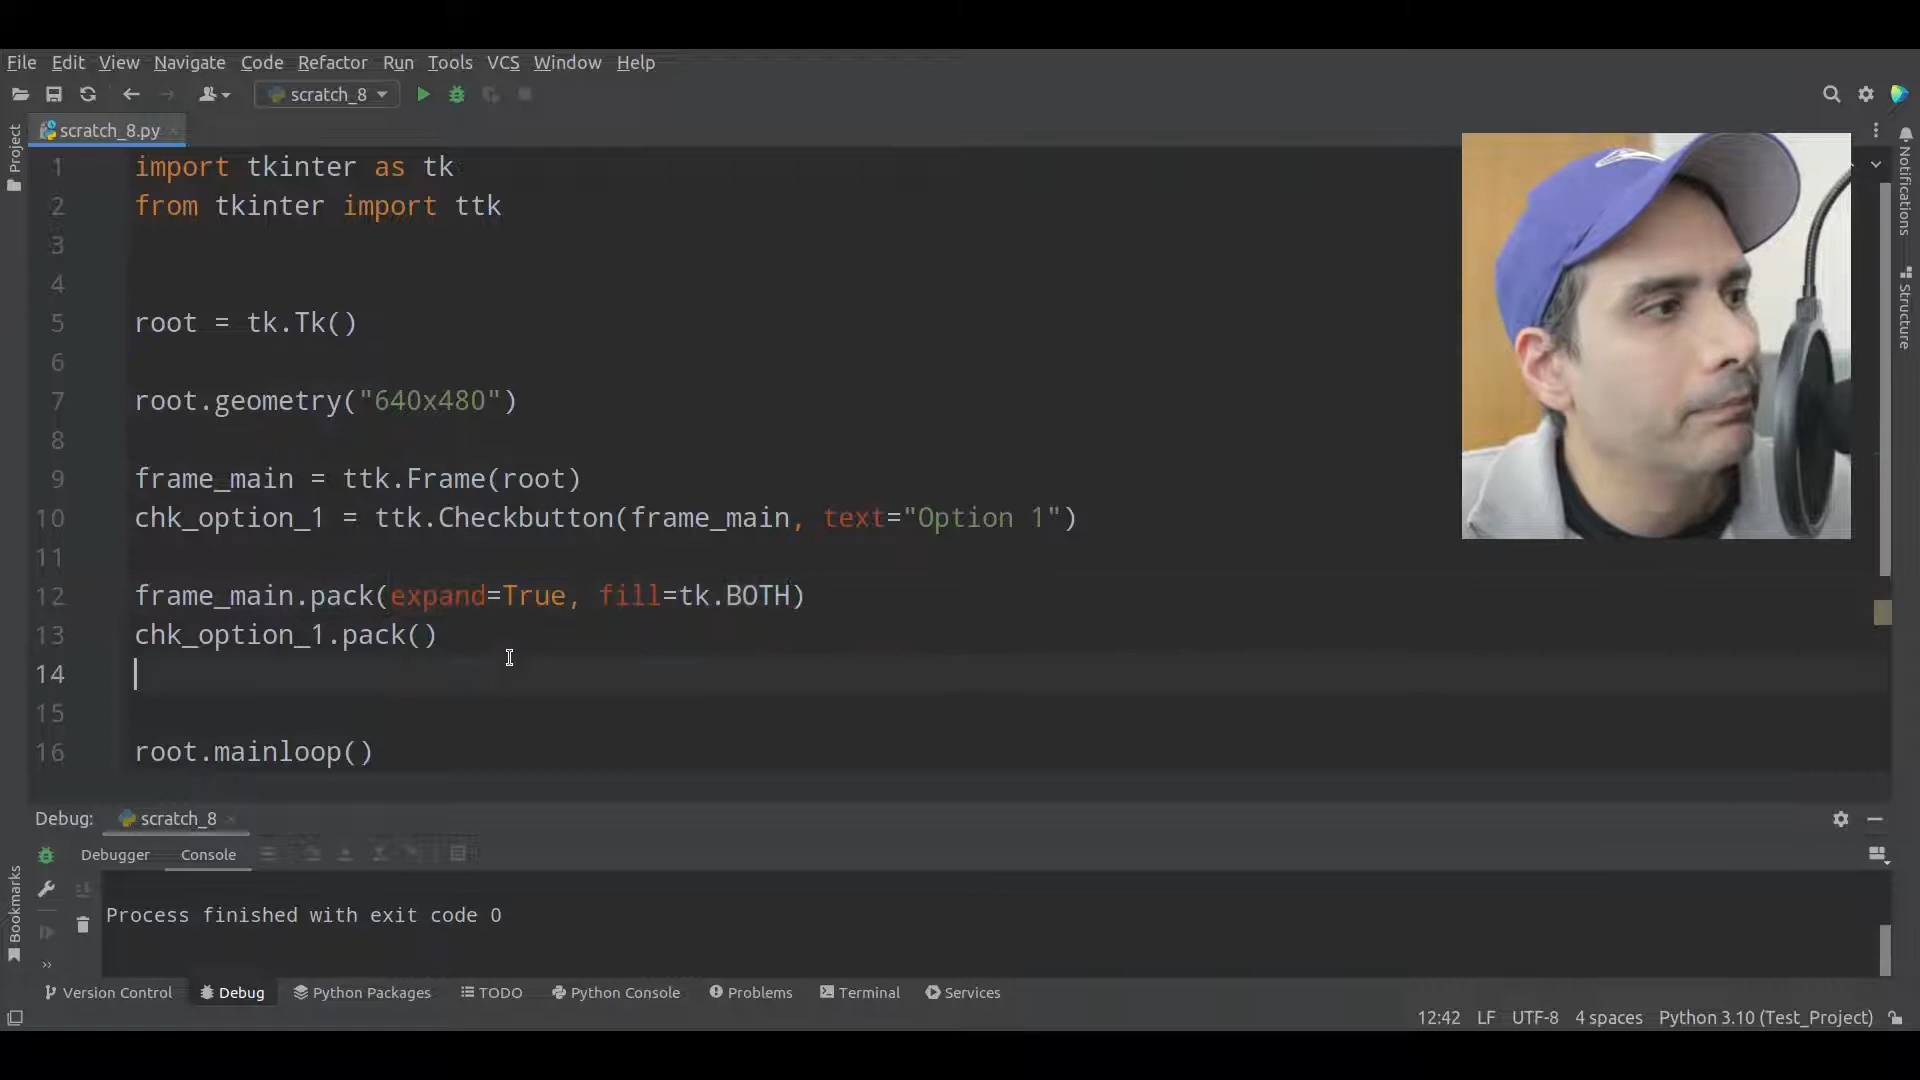 File Edit View Navigate Code Refactor Run Tools VCS Window Help
scratch_8
scratch_8.py
Project
Notifications
Structure
Bookmarks
1 import tkinter as tk
2 from tkinter import ttk
3
4
5 root = tk.Tk()
6
7 root.geometry("640x480")
8
9 frame_main = ttk.Frame(root)
10 chk_option_1 = ttk.Checkbutton(frame_main, text="Option 1")
11
12 frame_main.pack(expand=True, fill=tk.BOTH)
13 chk_option_1.pack()
14
15
16 root.mainloop()
Debug: scratch_8
Debugger Console
Process finished with exit code 0
Version Control Debug Python Packages TODO Python Console Problems Terminal Services
12:42 LF UTF-8 4 spaces Python 3.10 (Test_Project)